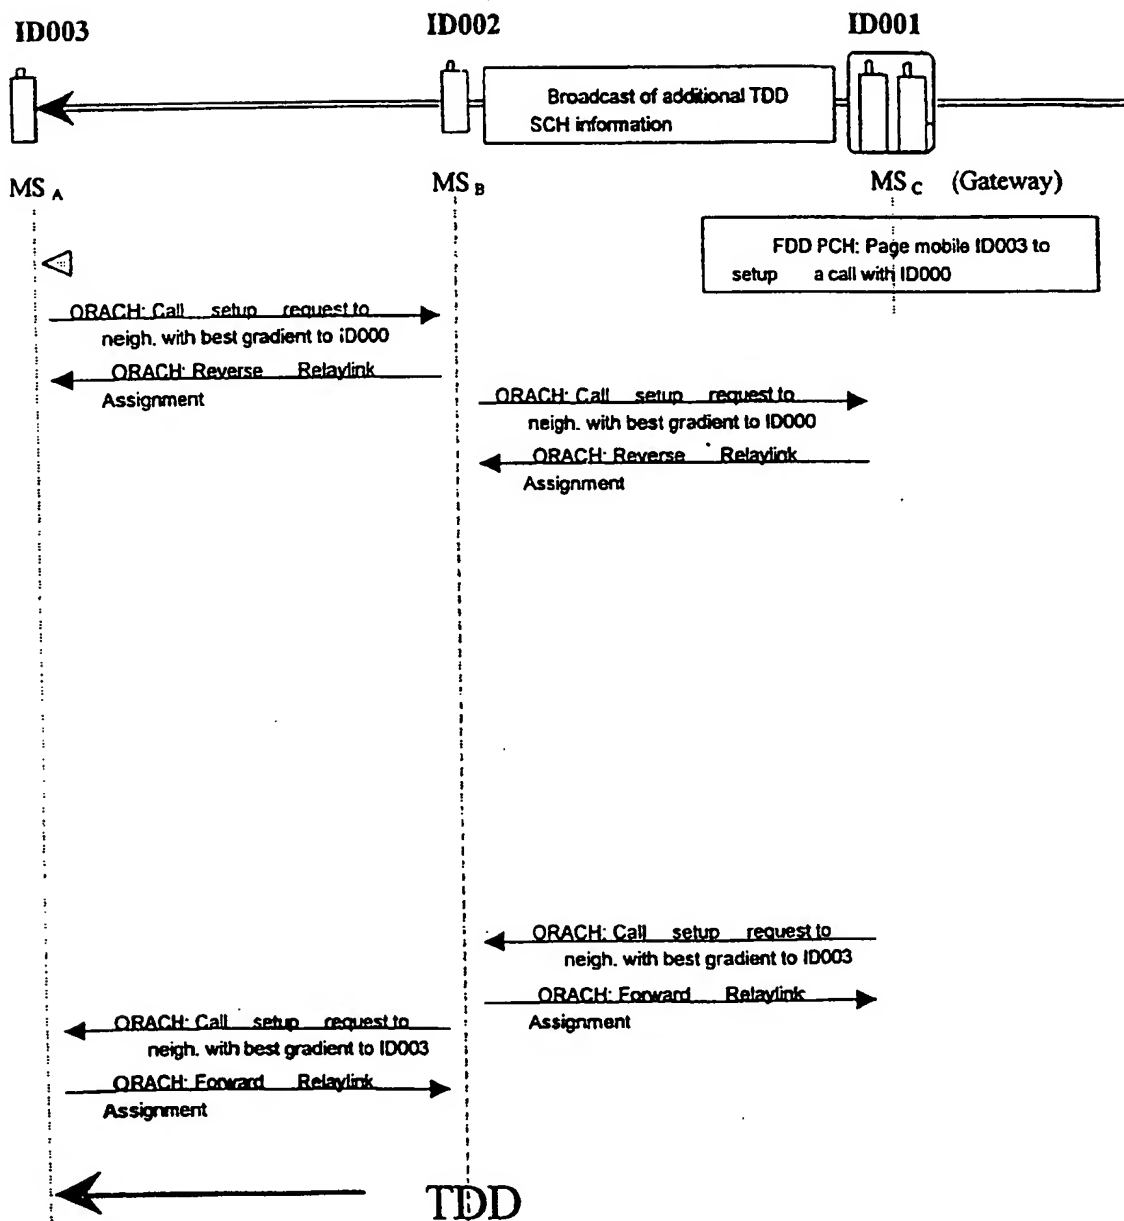 ID003
ID002
ID001
Broadcast of additional TDD
SCH information
MS A
MS B
MS C (Gateway)
FDD PCH: Page mobile ID003 to
setup a call with ID000
ORACH: Call setup request to
neigh. with best gradient to ID000
ORACH: Reverse Relaylink
Assignment
ORACH: Call setup request to
neigh. with best gradient to ID000
ORACH: Reverse Relaylink
Assignment
ORACH: Call setup request to
neigh. with best gradient to ID003
ORACH: Forward Relaylink
Assignment
ORACH: Call setup request to
neigh. with best gradient to ID003
ORACH: Forward Relaylink
Assignment
TDD